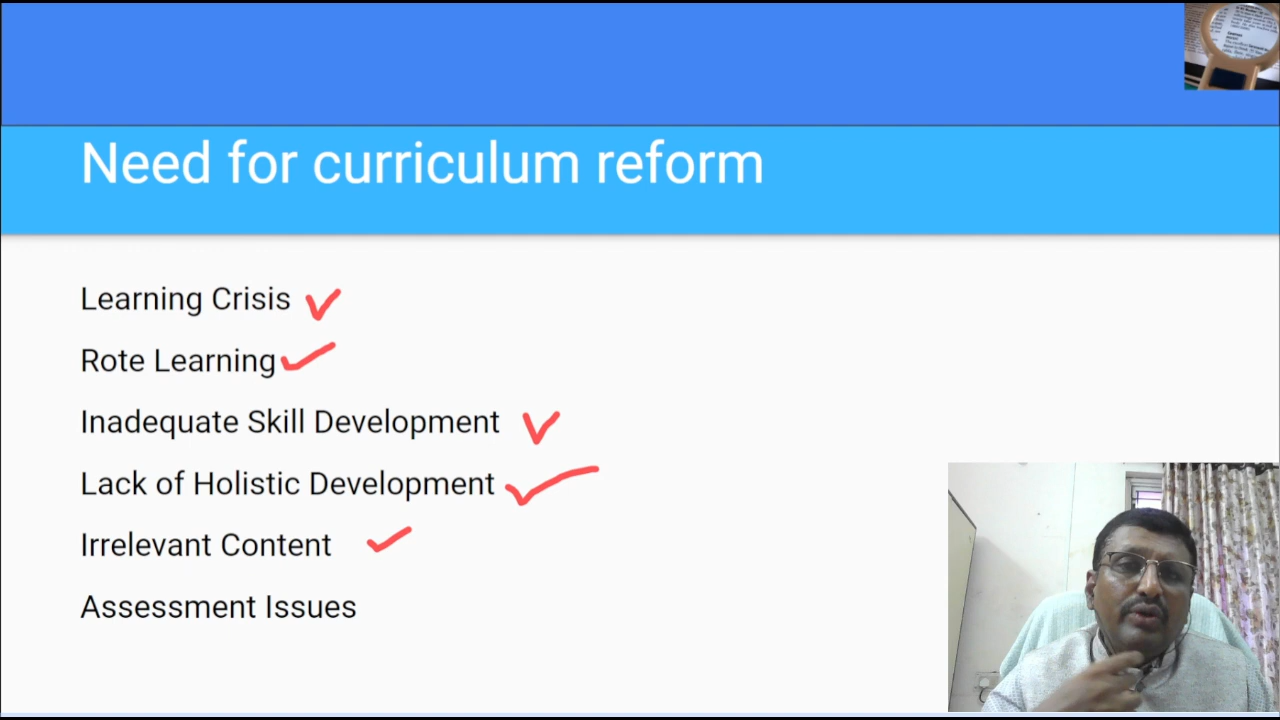 Need for curriculum reform
Learning Crisis
Rote Learning
Inadequate Skill Development
Lack of Holistic Development
Irrelevant Content
Assessment Issues